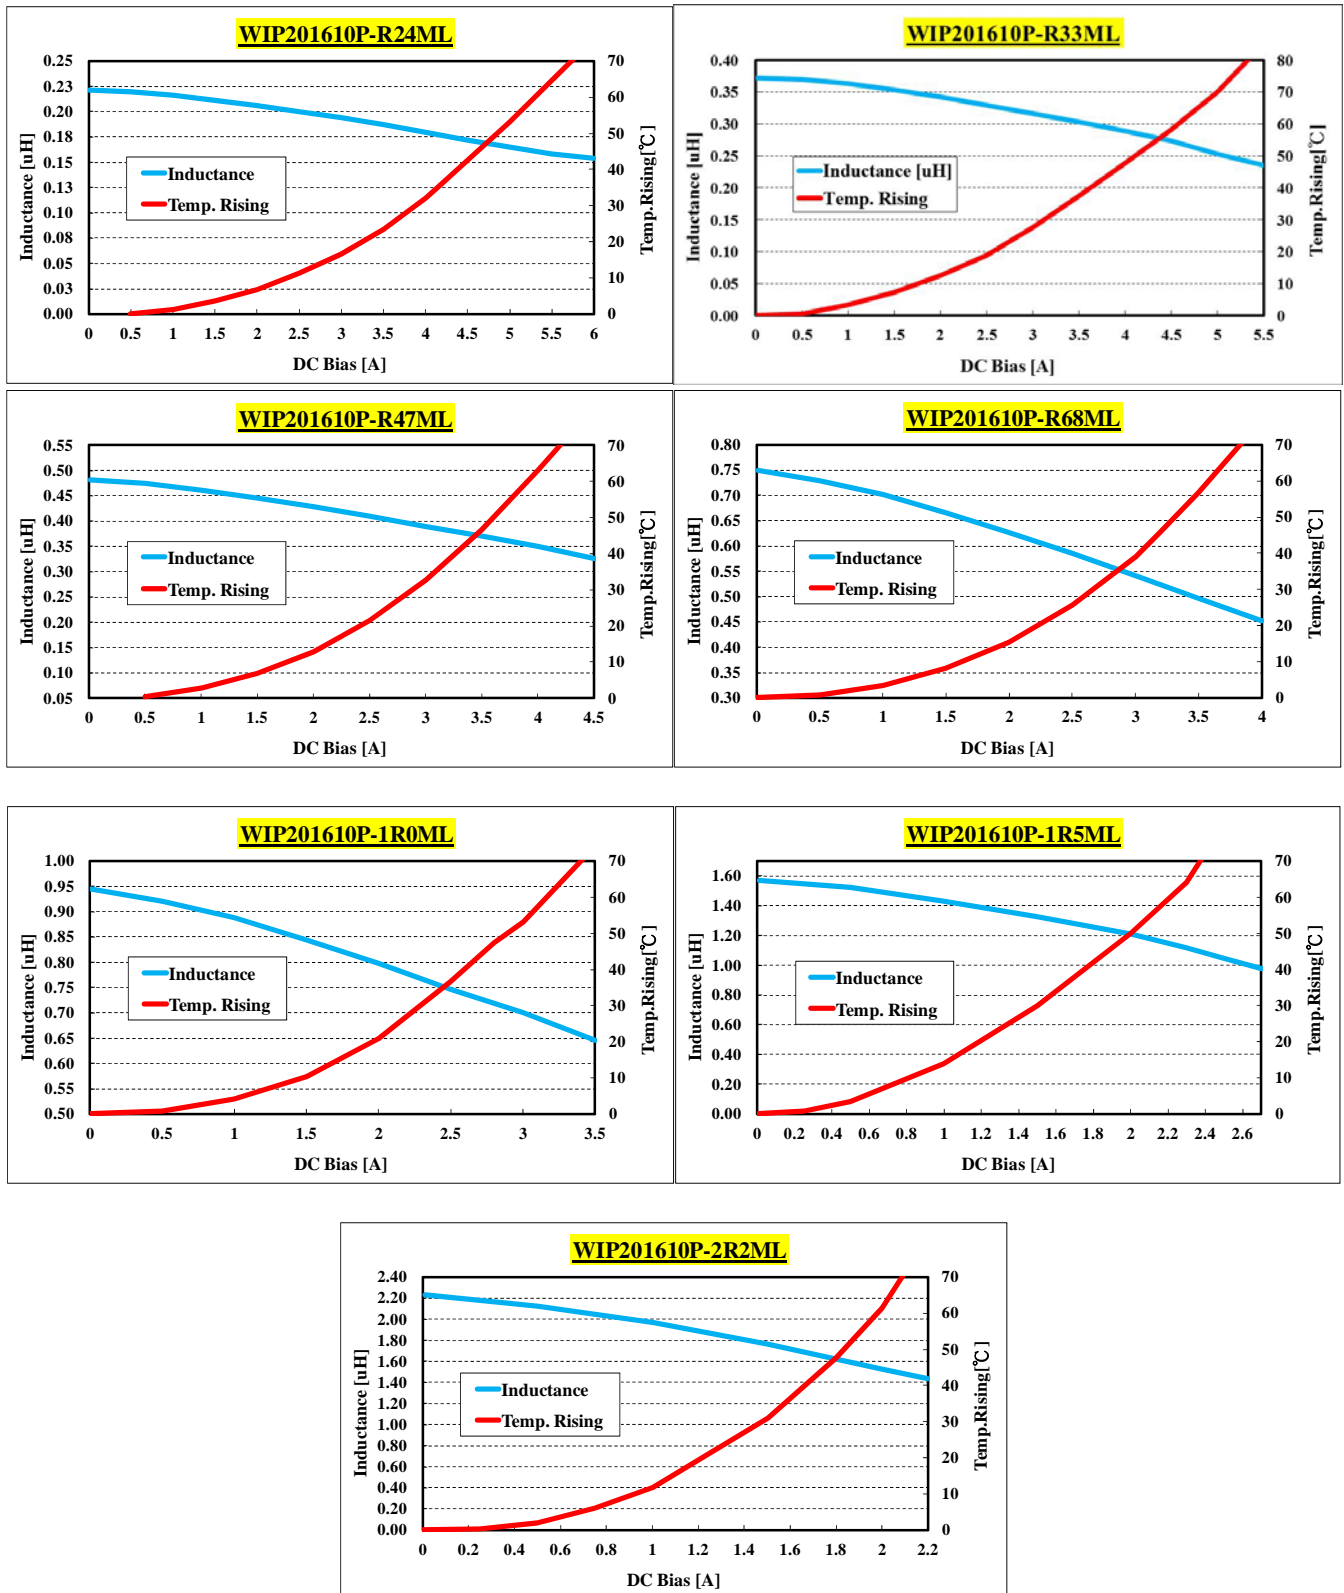 WIP201610P-R24ML
0.25
0.23
0.20
0.18
0.15
0.13
0.10
0.08
0.05
0.03
0.00
Inductance [uH]
Inductance
Temp. Rising
70
60
50
40
30
20
10
0
Temp.Rising[℃]
0 0.5 1 1.5 2 2.5 3 3.5 4 4.5 5 5.5 6
DC Bias [A]
WIP201610P-R33ML
0.40
0.35
0.30
0.25
0.20
0.15
0.10
0.05
0.00
Inductance [uH]
Inductance [uH]
Temp. Rising
80
70
60
50
40
30
20
10
0
Temp.Rising[℃]
0 0.5 1 1.5 2 2.5 3 3.5 4 4.5 5 5.5
DC Bias [A]
WIP201610P-R47ML
0.55
0.50
0.45
0.40
0.35
0.30
0.25
0.20
0.15
0.10
0.05
Inductance [uH]
Inductance
Temp. Rising
70
60
50
40
30
20
10
0
Temp.Rising[℃]
0 0.5 1 1.5 2 2.5 3 3.5 4 4.5
DC Bias [A]
WIP201610P-R68ML
0.80
0.75
0.70
0.65
0.60
0.55
0.50
0.45
0.40
0.35
0.30
Inductance [uH]
Inductance
Temp. Rising
70
60
50
40
30
20
10
0
Temp.Rising[℃]
0 0.5 1 1.5 2 2.5 3 3.5 4
DC Bias [A]
WIP201610P-1R0ML
1.00
0.95
0.90
0.85
0.80
0.75
0.70
0.65
0.60
0.55
0.50
Inductance [uH]
Inductance
Temp. Rising
70
60
50
40
30
20
10
0
Temp.Rising[℃]
0 0.5 1 1.5 2 2.5 3 3.5
DC Bias [A]
WIP201610P-1R5ML
1.60
1.40
1.20
1.00
0.80
0.60
0.40
0.20
0.00
Inductance [uH]
Inductance
Temp. Rising
70
60
50
40
30
20
10
0
Temp.Rising[℃]
0 0.2 0.4 0.6 0.8 1 1.2 1.4 1.6 1.8 2 2.2 2.4 2.6
DC Bias [A]
WIP201610P-2R2ML
2.40
2.20
2.00
1.80
1.60
1.40
1.20
1.00
0.80
0.60
0.40
0.20
0.00
Inductance [uH]
Inductance
Temp. Rising
70
60
50
40
30
20
10
0
Temp.Rising[℃]
0 0.2 0.4 0.6 0.8 1 1.2 1.4 1.6 1.8 2 2.2
DC Bias [A]